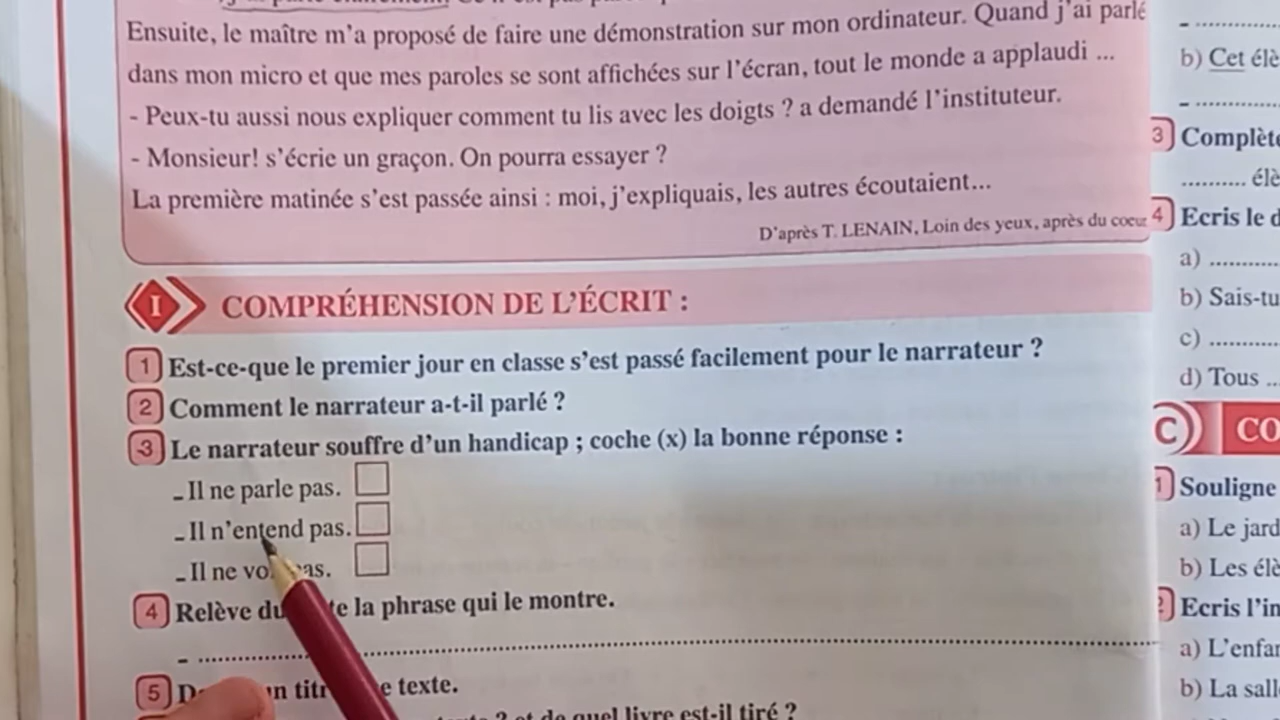 Ensuite, le maître m'a proposé de faire une démonstration sur mon ordinateur. Quand j'ai parlé
dans mon micro et que mes paroles se sont affichées sur l'écran, tout le monde a applaudi ...
- Peux-tu aussi nous expliquer comment tu lis avec les doigts ? a demandé l'instituteur.
- Monsieur! s'écrie un graçon. On pourra essayer ?
La première matinée s'est passée ainsi : moi, j'expliquais, les autres écoutaient...
D'après T. LENAIN, Loin des yeux, après du coeur
I COMPRÉHENSION DE L'ÉCRIT :
1 Est-ce-que le premier jour en classe s'est passé facilement pour le narrateur ?
2 Comment le narrateur a-t-il parlé ?
3 Le narrateur souffre d'un handicap ; coche (x) la bonne réponse :
- Il ne parle pas.
- Il n'entend pas.
- Il ne
4 Relève la phrase qui le montre.
- ....................
5 texte.
de quel livre est-il tiré ?
- ..........
b) Cet
- ..........
3
..........
4 Ecris le
a) ..........
b) Sais-tu
c) ..........
d) Tous ..
C
1 Souligne
a) Le
b) Les
Ecris
a)
b) La